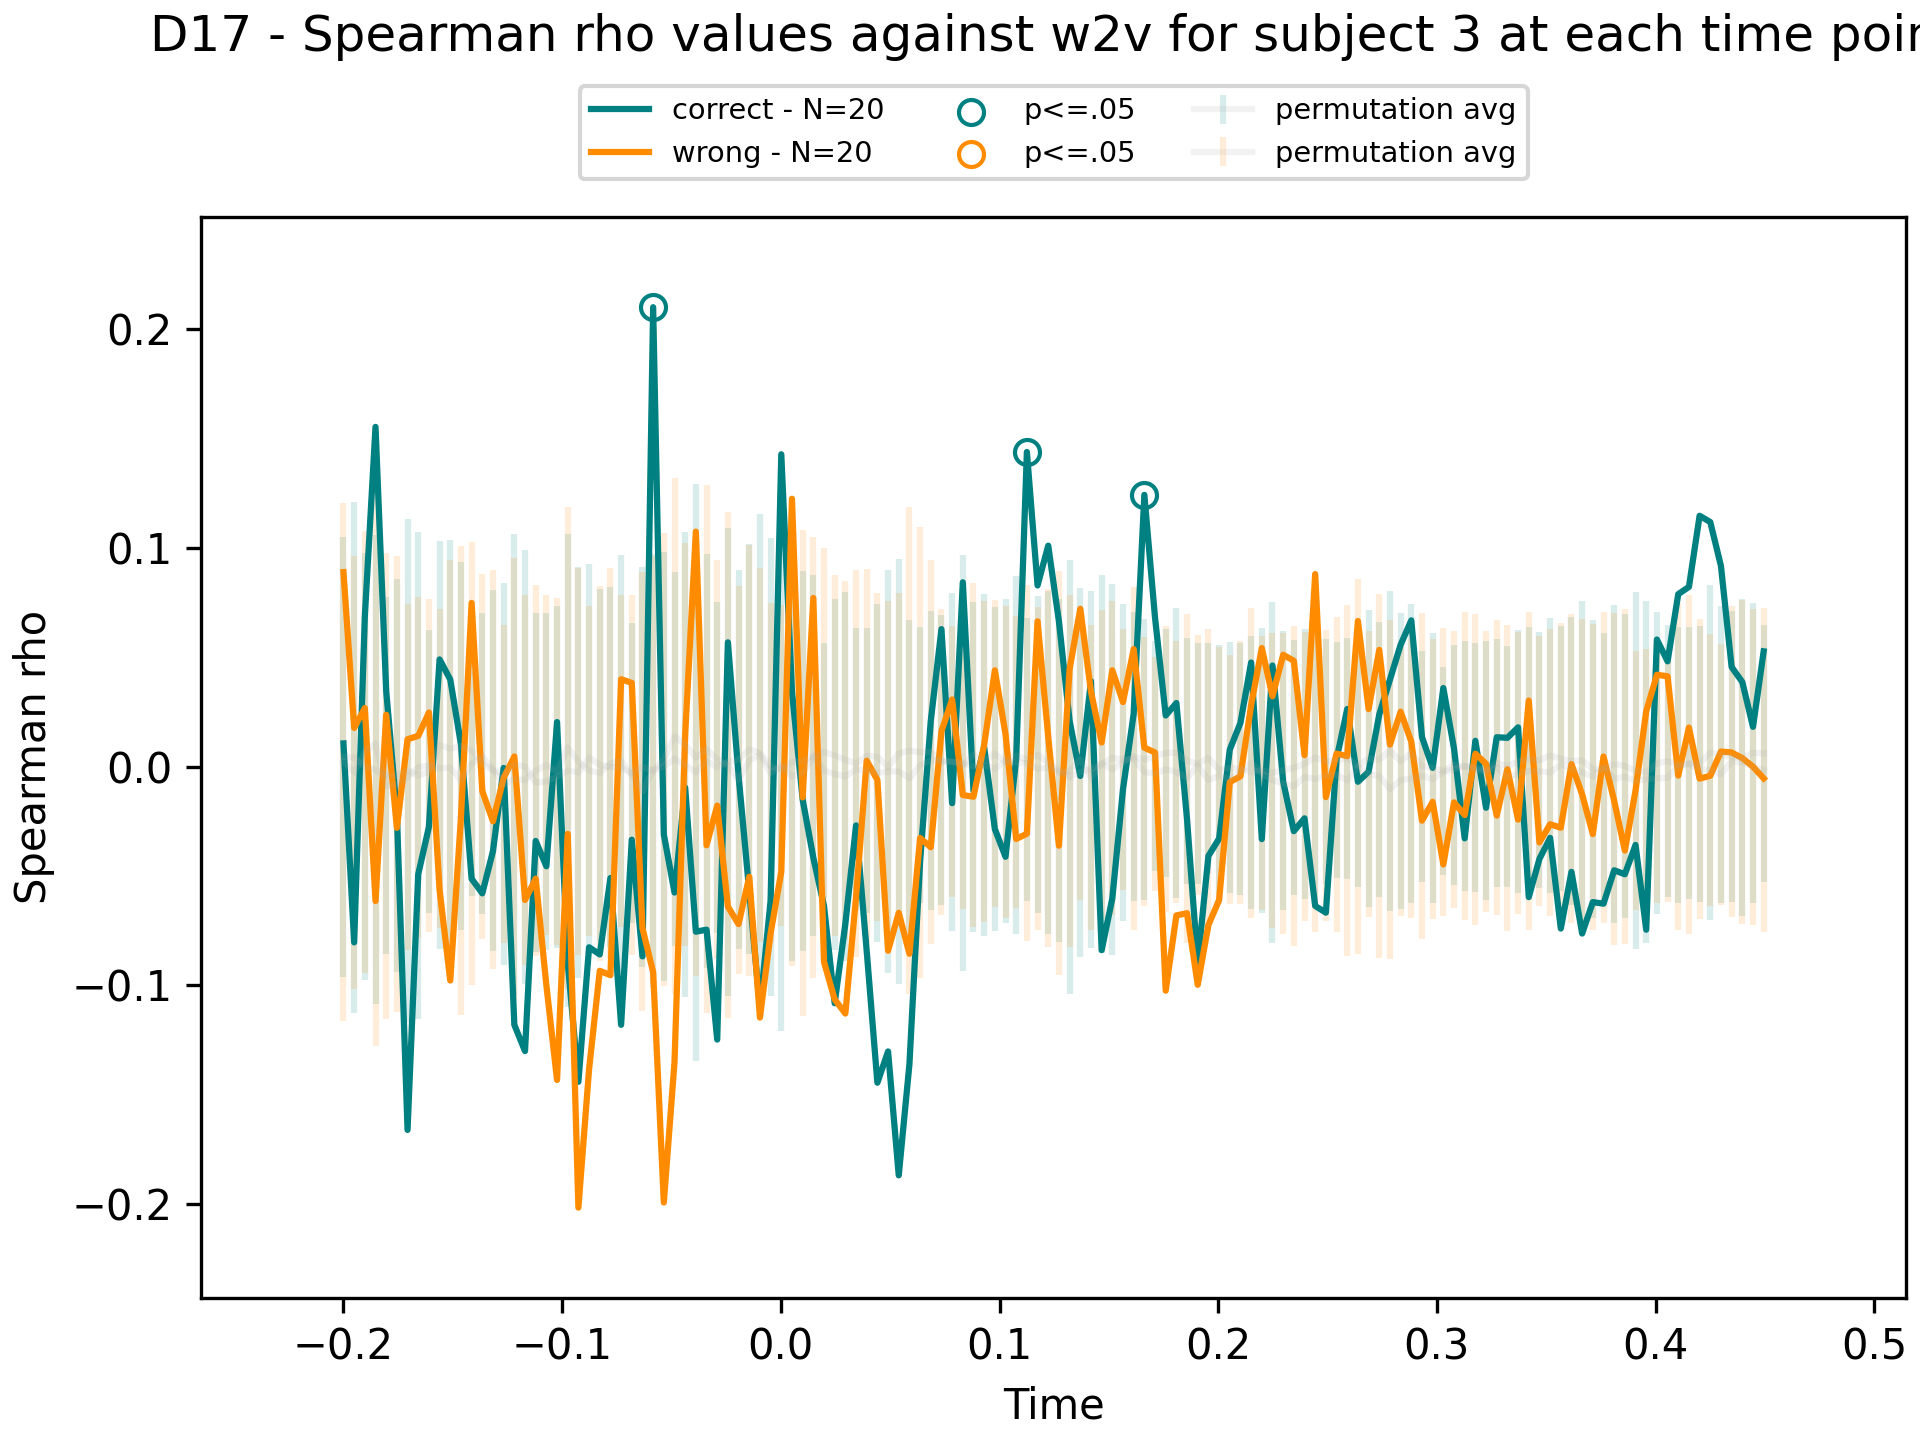 D17 - Spearman rho values against w2v for subject 3 at each time
correct - N=20 p<=.05 permutation avg
wrong - N=20 p<=.05 permutation avg
0.2
0.1
0.0
−0.1
−0.2
Spearman rho
−0.2 −0.1 0.0 0.1 0.2 0.3 0.4 0.5
Time